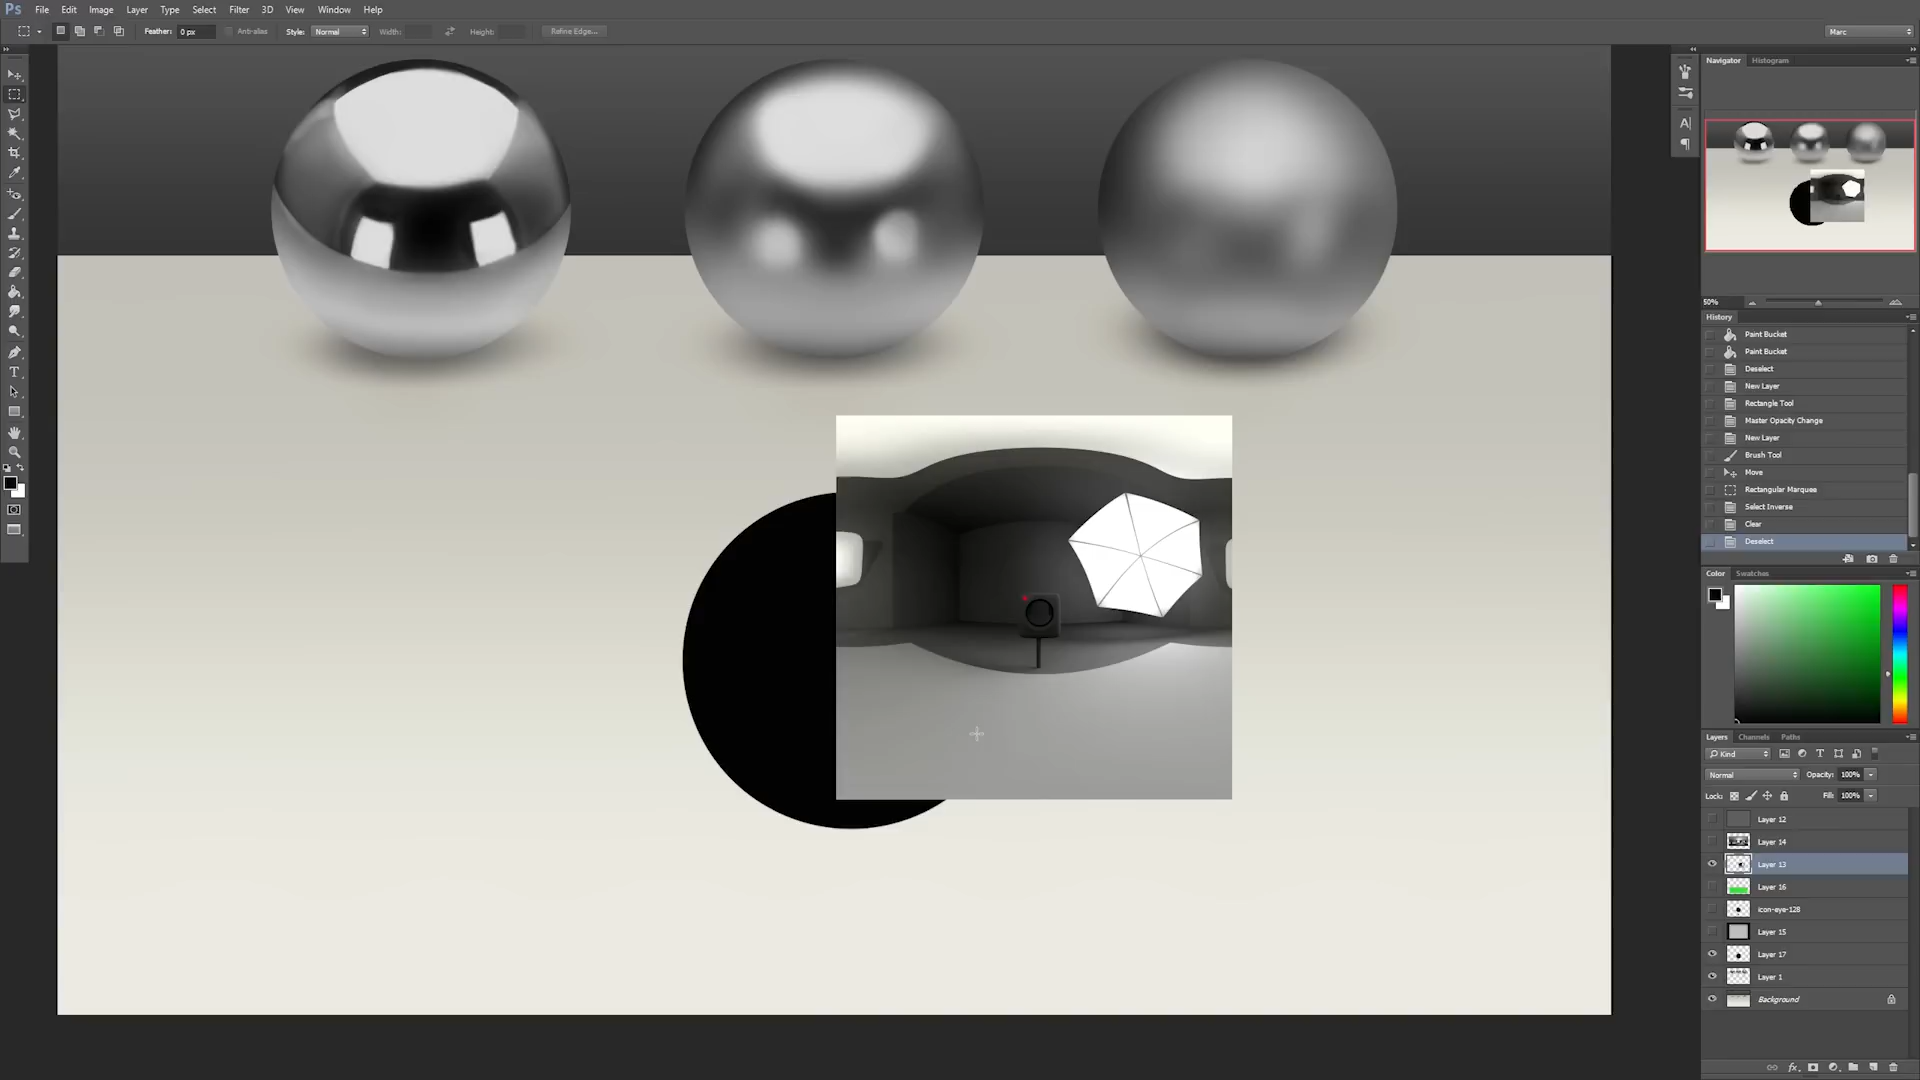 Ps File Edit Image Layer Type Select Filter 3D View Window Help
Feather: 0 px Anti-alias Style: Normal Width: Height: Refine Edge... Marc
Navigator Histogram
50%
History
Paint Bucket
Paint Bucket
Deselect
New Layer
Rectangle Tool
Master Opacity Change
New Layer
Brush Tool
Move
Rectangular Marquee
Select Inverse
Clear
Deselect
Color Swatches
Layers Channels Paths
Kind
Normal Opacity: 100%
Lock: Fill: 100%
Layer 12
Layer 14
Layer 13
Layer 16
icon-eye-128
Layer 15
Layer 17
Layer 1
Background